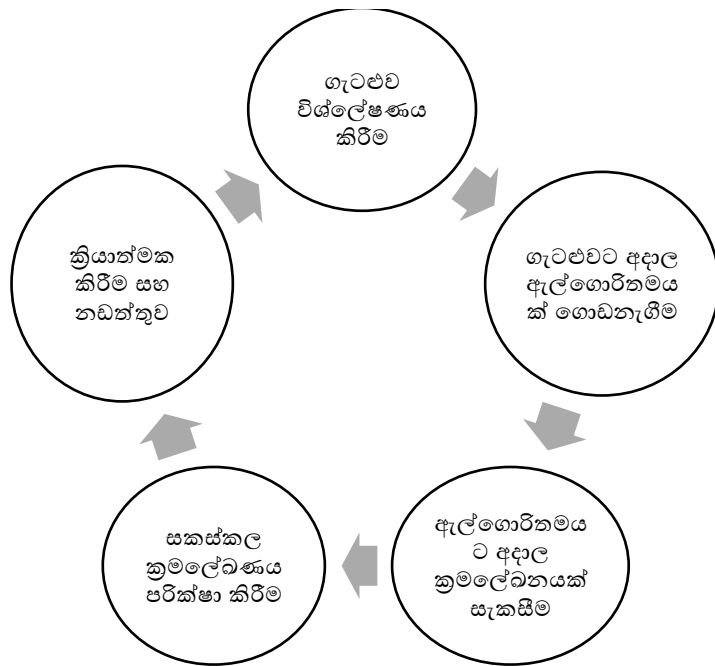 ගැටළුව
විශ්ලේෂණය
කිරීම
ගැටළුවට අදාල
ඇල්ගොරිතමය
ක් ගොඩනැගීම
ඇල්ගොරිතමය
ට අදාල
ක්‍රමලේඛනයක්
සැකසීම
සකස්කල
ක්‍රමලේඛණය
පරික්ෂා කිරීම
ක්‍රියාත්මක
කිරීම සහ
නඩත්තුව